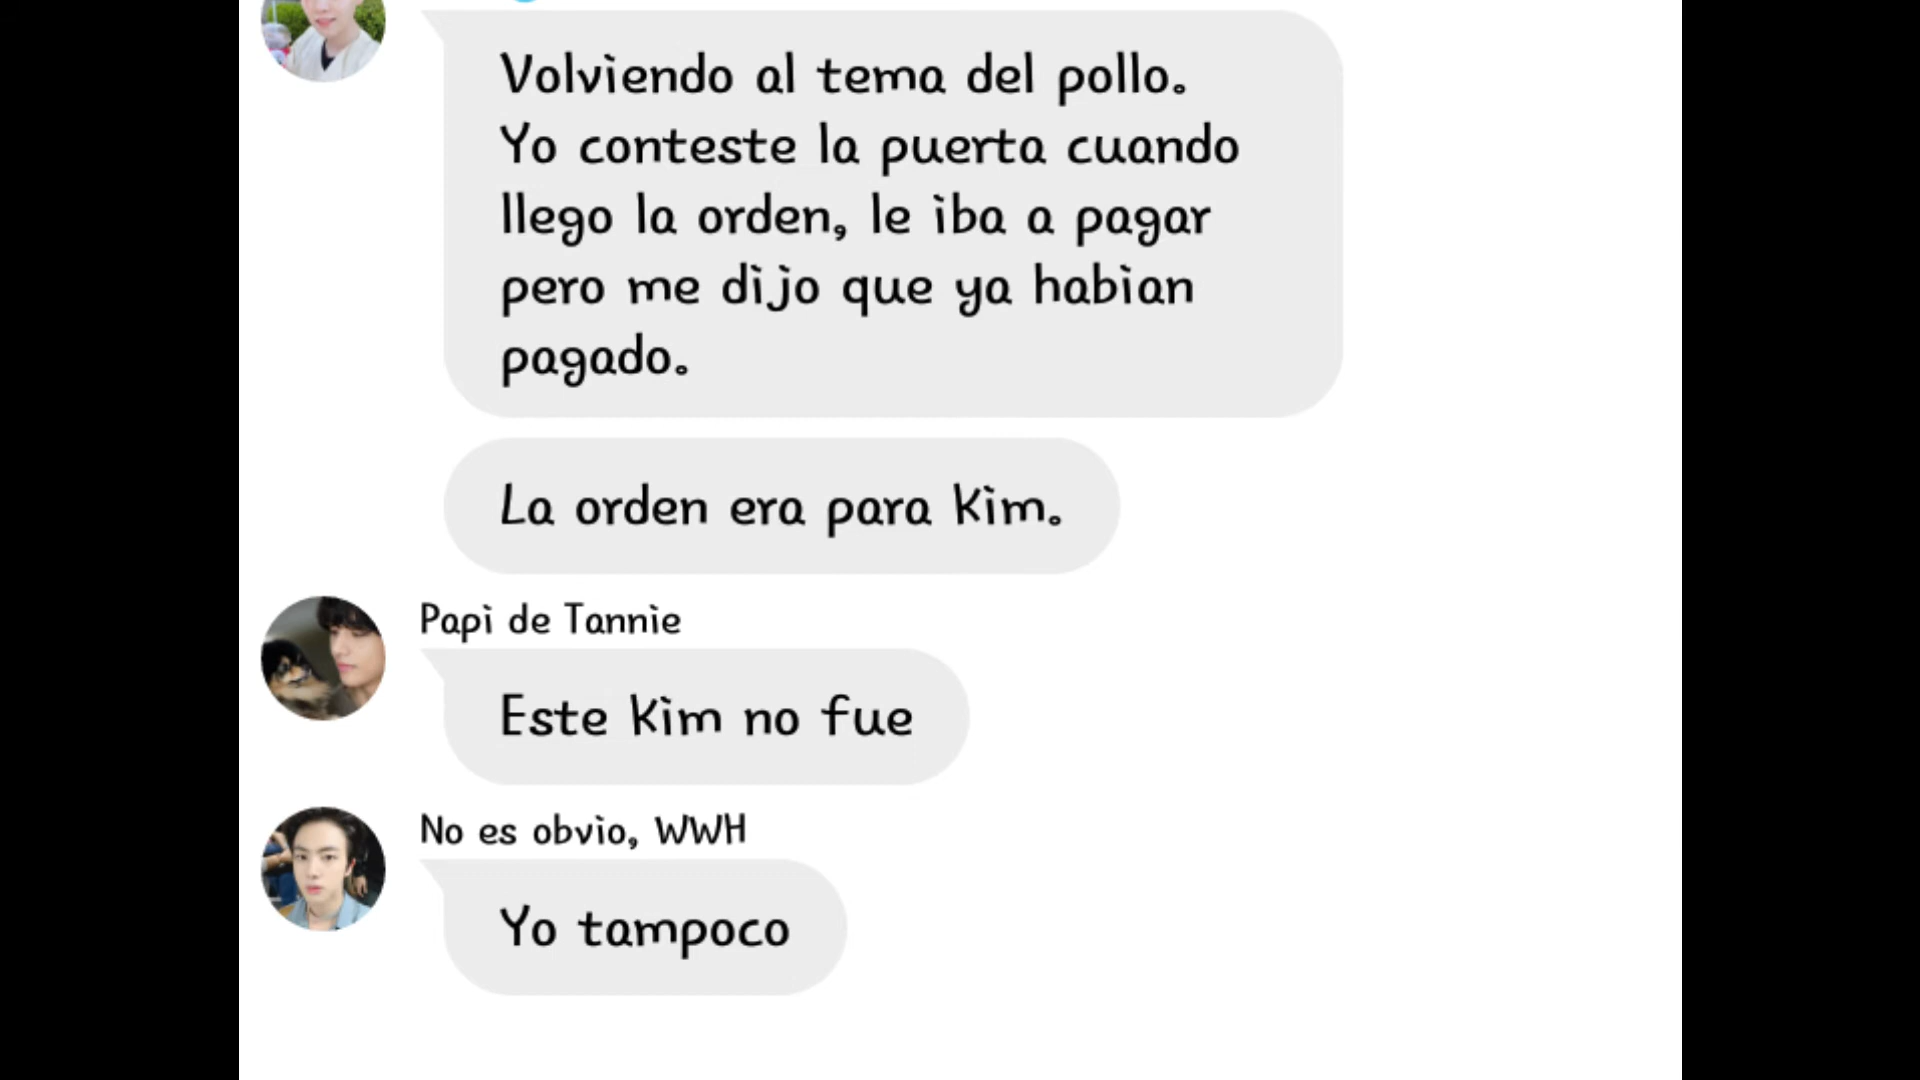 Volviendo al tema del pollo.
Yo conteste la puerta cuando
llego la orden, le iba a pagar
pero me dijo que ya habian
pagado.
La orden era para Kim.
Papi de Tannie
Este Kim no fue
No es obvio, WWH
Yo tampoco